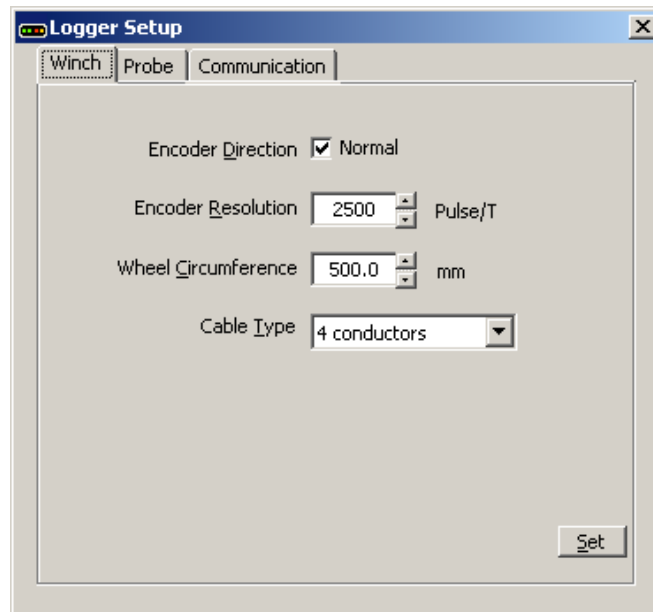 Logger Setup
Winch Probe Communication
Encoder Direction Normal
Encoder Resolution 2500 Pulse/T
Wheel Circumference 500.0 mm
Cable Type 4 conductors
Set